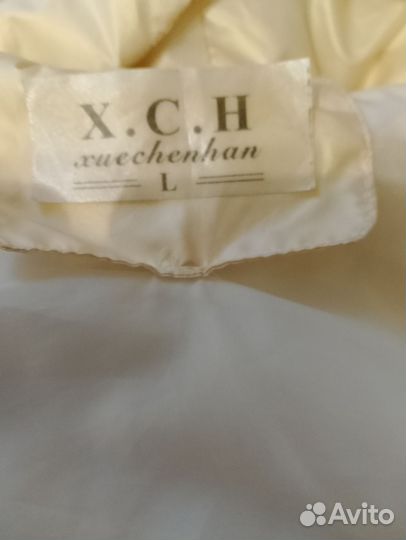 X.C.H
xuechenhan
L
Avito